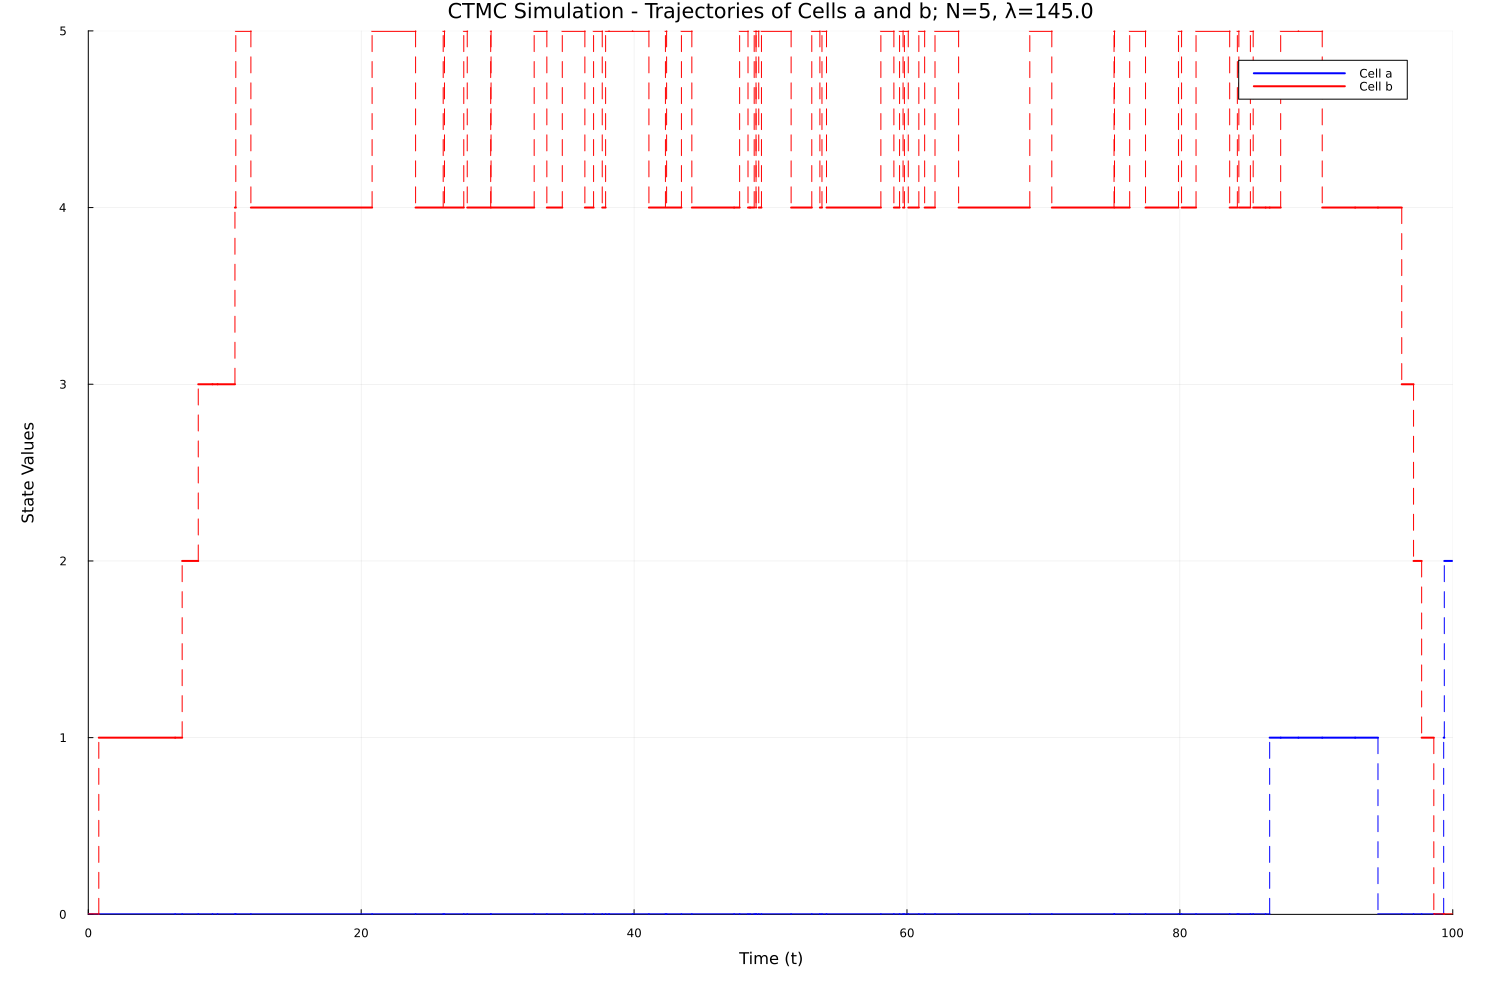 CTMC Simulation - Trajectories of Cells a and b; N=5, λ=145.0
5
Cell a
Cell b
4
3
State Values
2
1
0
0 20 40 60 80 100
Time (t)